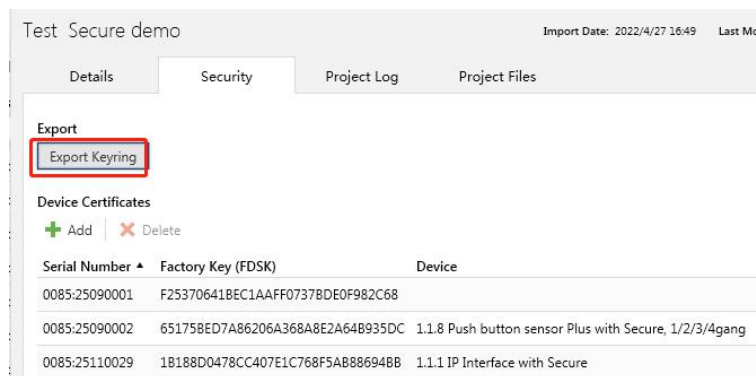 Test Secure demo Import Date: 2022/4/27 16:49 Last Mo
Details Security Project Log Project Files
Export
Export Keyring
Device Certificates
Add Delete
Serial Number Factory Key (FDSK) Device
0085:25090001 F25370641BEC1AAFF0737BDE0F982C68
0085:25090002 65175BED7A86206A368A8E2A64B935DC 1.1.8 Push button sensor Plus with Secure, 1/2/3/4gang
0085:25110029 1B188D0478CC407E1C768F5AB88694BB 1.1.1 IP Interface with Secure